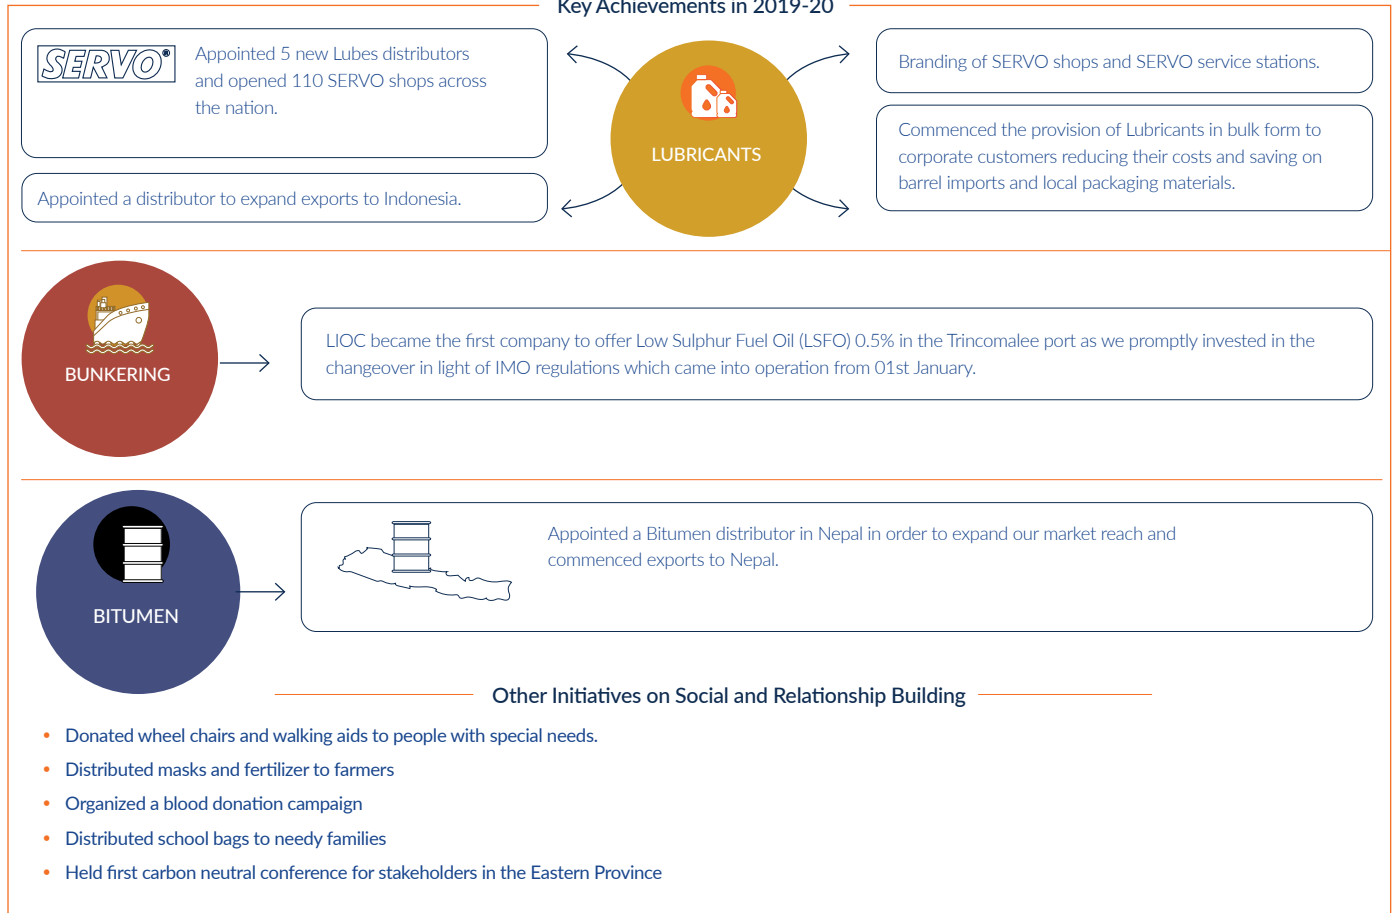 Key Achievements in 2019-20
SERVO®
Appointed 5 new Lubes distributors
and opened 110 SERVO shops across
the nation.
Appointed a distributor to expand exports to Indonesia.
LUBRICANTS
Branding of SERVO shops and SERVO service stations.
Commenced the provision of Lubricants in bulk form to
corporate customers reducing their costs and saving on
barrel imports and local packaging materials.
BUNKERING
LIOC became the first company to offer Low Sulphur Fuel Oil (LSFO) 0.5% in the Trincomalee port as we promptly invested in the
changeover in light of IMO regulations which came into operation from 01st January.
BITUMEN
Appointed a Bitumen distributor in Nepal in order to expand our market reach and
commenced exports to Nepal.
Other Initiatives on Social and Relationship Building
• Donated wheel chairs and walking aids to people with special needs.
• Distributed masks and fertilizer to farmers
• Organized a blood donation campaign
• Distributed school bags to needy families
• Held first carbon neutral conference for stakeholders in the Eastern Province